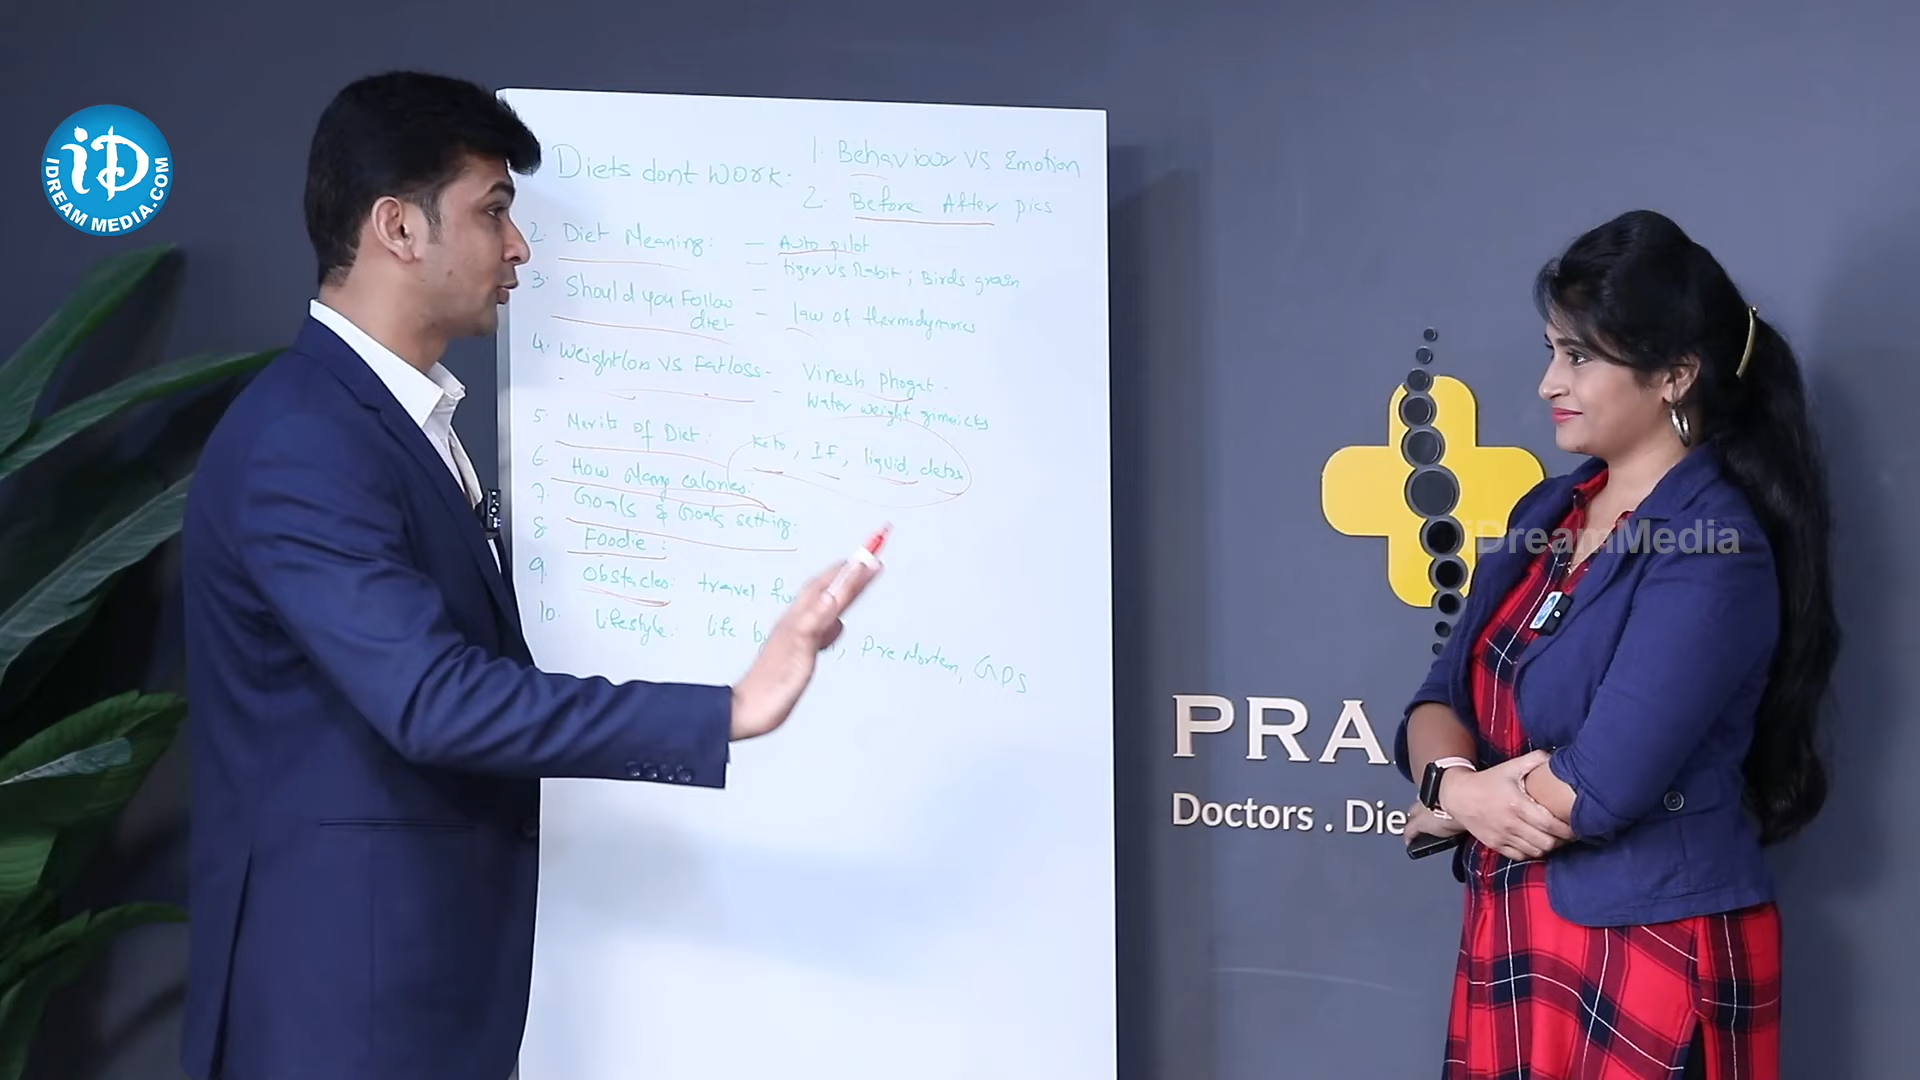 iD
IDREAM MEDIA.COM
Diets dont work:
1. Behaviour vs Emotion
2. Before After pics
2. Diet Meaning: — Auto pilot
— tiger vs Rabit ; Birds grain
3. Should you Follow diet — law of thermodynamics
4. Weightloss vs Fatloss - Vinesh phogat -
- Water weight gimmicks
5. Merits of Diet: Keto, IF, liquid, detox
6. How Many calories:
7. Goals & Goals setting:
8 Foodie:
9. Obstacles: travel
10. Lifestyle: life by , Pre Mortem, GPS
iDreamMedia
PRA
Doctors . Die